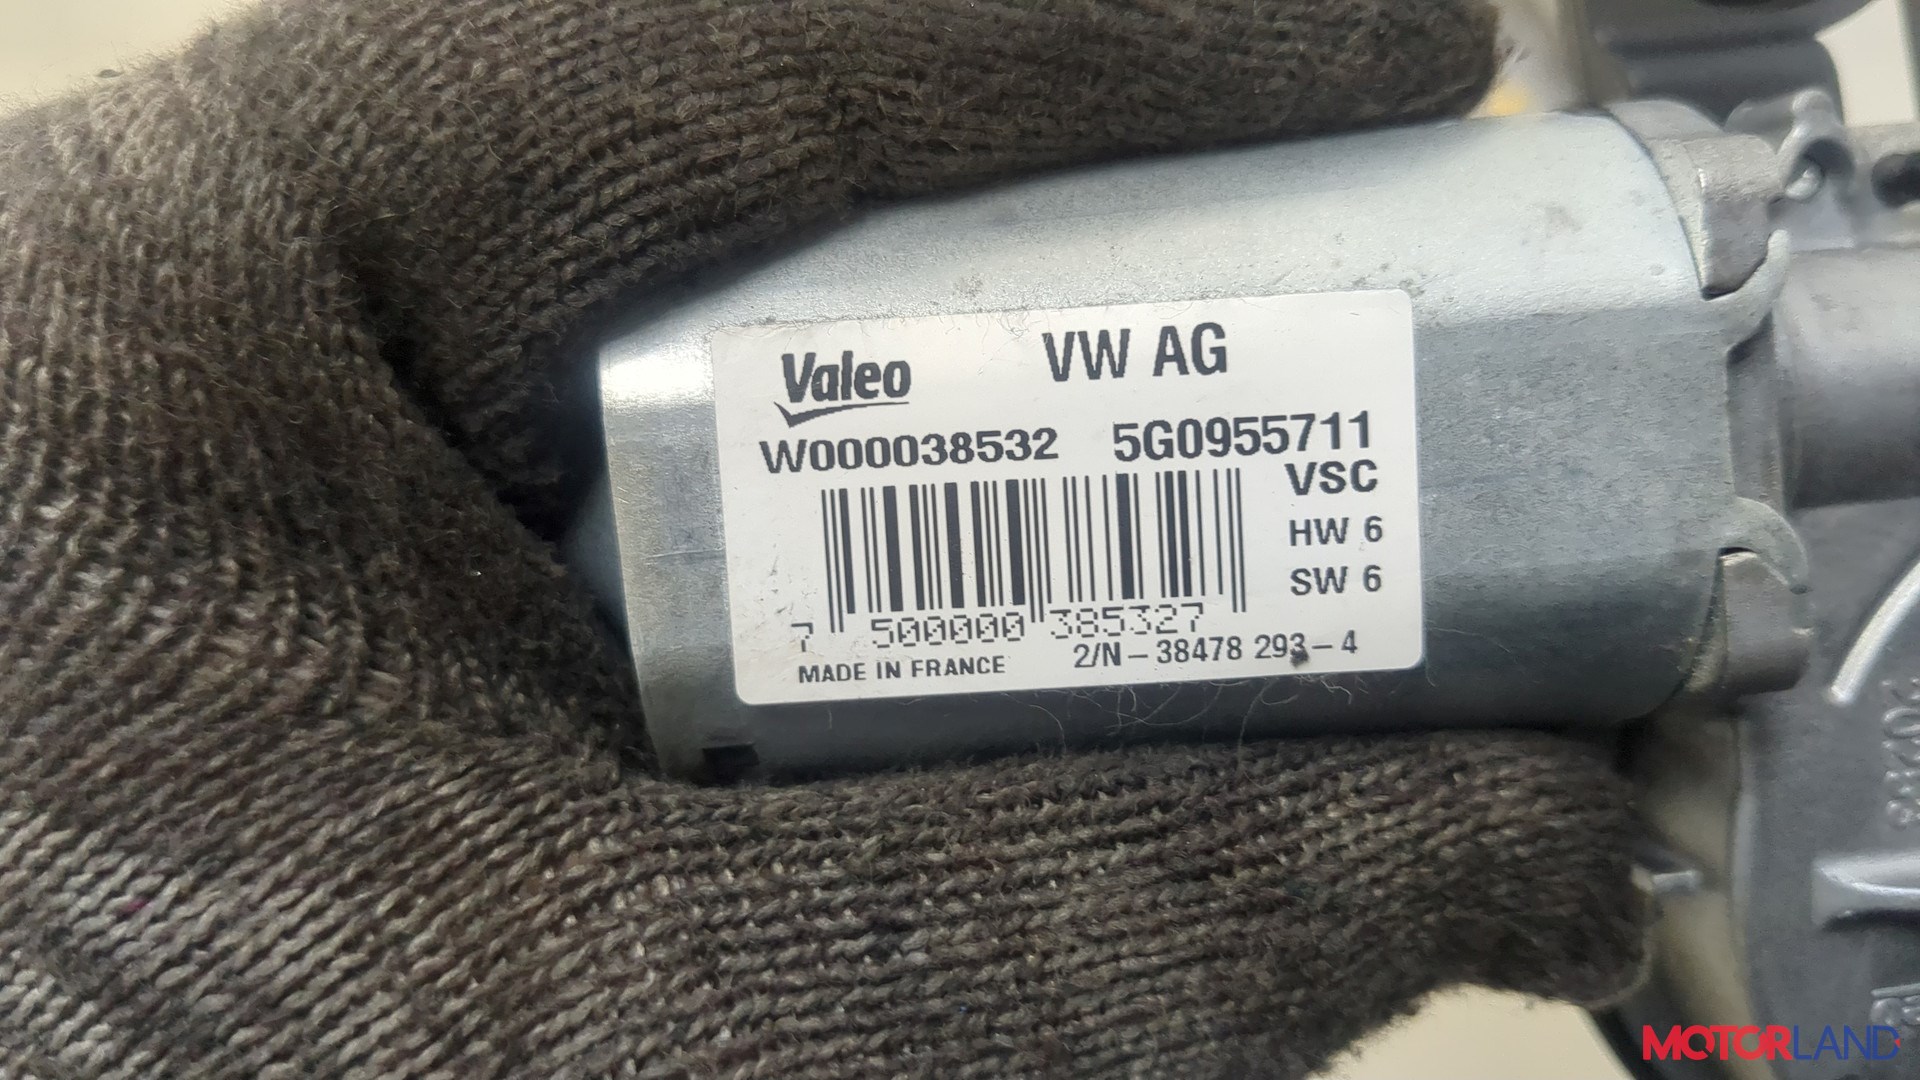 Valeo VW AG
W000038532 5G0955711
VSC
HW 6
SW 6
7 500000 385327
MADE IN FRANCE 2/N-38478 293-4
MOTORLAND